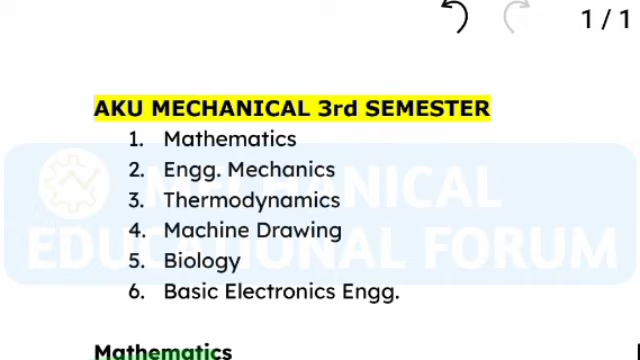 1 / 1
AKU MECHANICAL 3rd SEMESTER
1. Mathematics
2. Engg. Mechanics
3. Thermodynamics
4. Machine Drawing
5. Biology
6. Basic Electronics Engg.
MECHANICAL
EDUCATIONAL FORUM
Mathematics